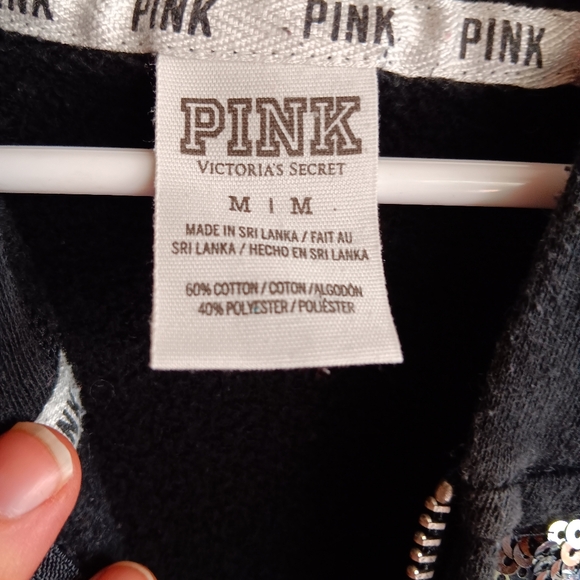 PINK PINK PINK
PINK
VICTORIA'S SECRET
M | M
MADE IN SRI LANKA / FAIT AU
SRI LANKA / HECHO EN SRI LANKA
60% COTTON / COTON / ALGODÓN
40% POLYESTER / POLIÉSTER